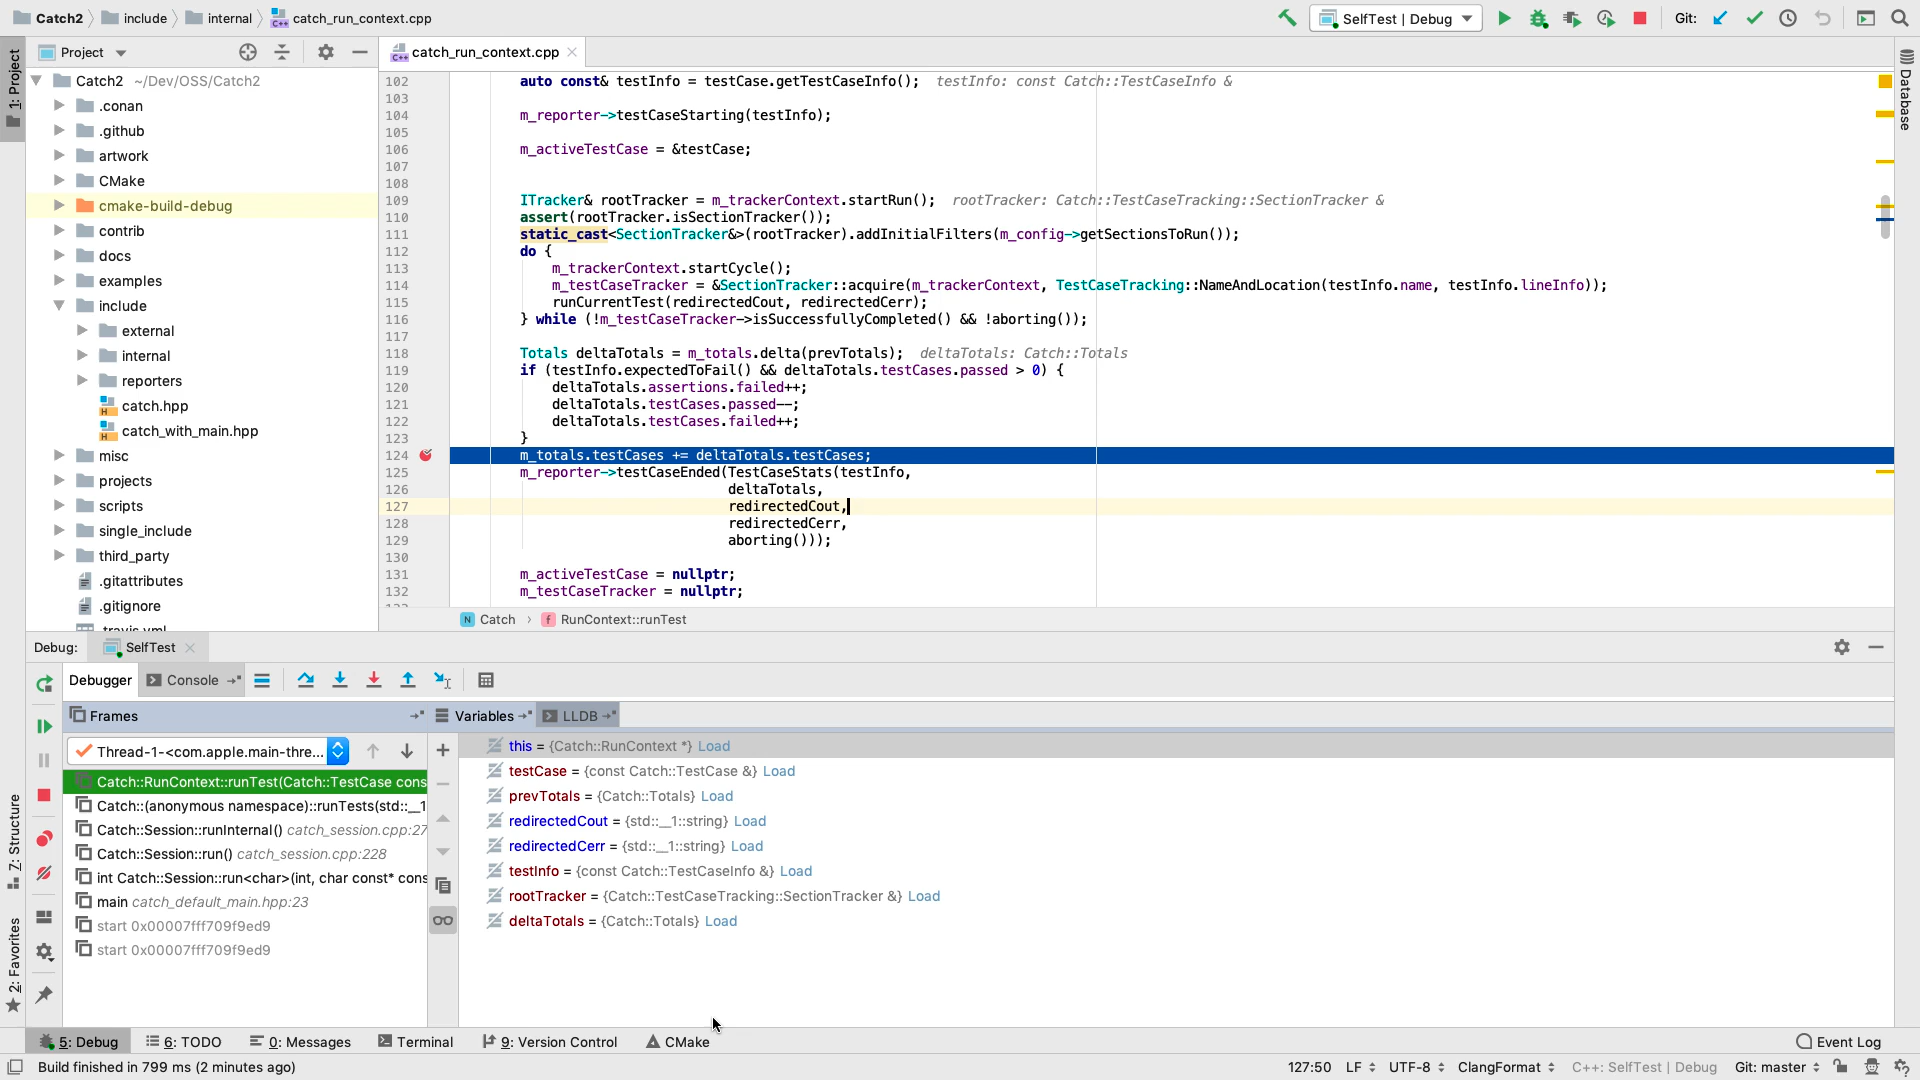 Catch2 include internal catch_run_context.cpp SelfTest | Debug Git:
Project catch_run_context.cpp
1: Project
Database
Catch2 ~/Dev/OSS/Catch2
.conan
.github
artwork
CMake
cmake-build-debug
contrib
docs
examples
include
external
internal
reporters
catch.hpp
catch_with_main.hpp
misc
projects
scripts
single_include
third_party
.gitattributes
.gitignore
.travis.yml
102 auto const& testInfo = testCase.getTestCaseInfo(); testInfo: const Catch::TestCaseInfo &
103
104 m_reporter->testCaseStarting(testInfo);
105
106 m_activeTestCase = &testCase;
107
108
109 ITracker& rootTracker = m_trackerContext.startRun(); rootTracker: Catch::TestCaseTracking::SectionTracker &
110 assert(rootTracker.isSectionTracker());
111 static_cast<SectionTracker&>(rootTracker).addInitialFilters(m_config->getSectionsToRun());
112 do {
113 m_trackerContext.startCycle();
114 m_testCaseTracker = &SectionTracker::acquire(m_trackerContext, TestCaseTracking::NameAndLocation(testInfo.name, testInfo.lineInfo));
115 runCurrentTest(redirectedCout, redirectedCerr);
116 } while (!m_testCaseTracker->isSuccessfullyCompleted() && !aborting());
117
118 Totals deltaTotals = m_totals.delta(prevTotals); deltaTotals: Catch::Totals
119 if (testInfo.expectedToFail() && deltaTotals.testCases.passed > 0) {
120 deltaTotals.assertions.failed++;
121 deltaTotals.testCases.passed--;
122 deltaTotals.testCases.failed++;
123 }
124 m_totals.testCases += deltaTotals.testCases;
125 m_reporter->testCaseEnded(TestCaseStats(testInfo,
126 deltaTotals,
127 redirectedCout,
128 redirectedCerr,
129 aborting()));
130
131 m_activeTestCase = nullptr;
132 m_testCaseTracker = nullptr;
N Catch › f RunContext::runTest
Debug: SelfTest
Debugger Console
Frames
Thread-1-<com.apple.main-thre...
Catch::RunContext::runTest(Catch::TestCase cons
Catch::(anonymous namespace)::runTests(std::__1
Catch::Session::runInternal() catch_session.cpp:27
Catch::Session::run() catch_session.cpp:228
int Catch::Session::run<char>(int, char const* cons
main catch_default_main.hpp:23
start 0x00007fff709f9ed9
start 0x00007fff709f9ed9
Variables LLDB
this = {Catch::RunContext *} Load
testCase = {const Catch::TestCase &} Load
prevTotals = {Catch::Totals} Load
redirectedCout = {std::__1::string} Load
redirectedCerr = {std::__1::string} Load
testInfo = {const Catch::TestCaseInfo &} Load
rootTracker = {Catch::TestCaseTracking::SectionTracker &} Load
deltaTotals = {Catch::Totals} Load
Z: Structure
2: Favorites
5: Debug 6: TODO 0: Messages Terminal 9: Version Control CMake Event Log
Build finished in 799 ms (2 minutes ago) 127:50 LF UTF-8 ClangFormat C++: SelfTest | Debug Git: master